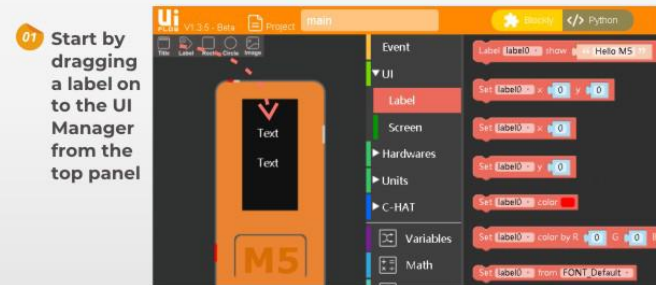 01 Start by
dragging
a label on
to the UI
Manager
from the
top panel
Ui
FLOW V1.3.5 - Beta Project main
Blockly </> Python
Title Label Rect Circle Image
Text
Text
M5
Event
UI
Label
Screen
Hardwares
Units
C-HAT
Variables
Math
Label label0 show " Hello M5 "
Set label0 x 0 y 0
Set label0 x 0
Set label0 y 0
Set label0 color
Set label0 color by R 0 G 0 B
Set label0 from FONT_Default